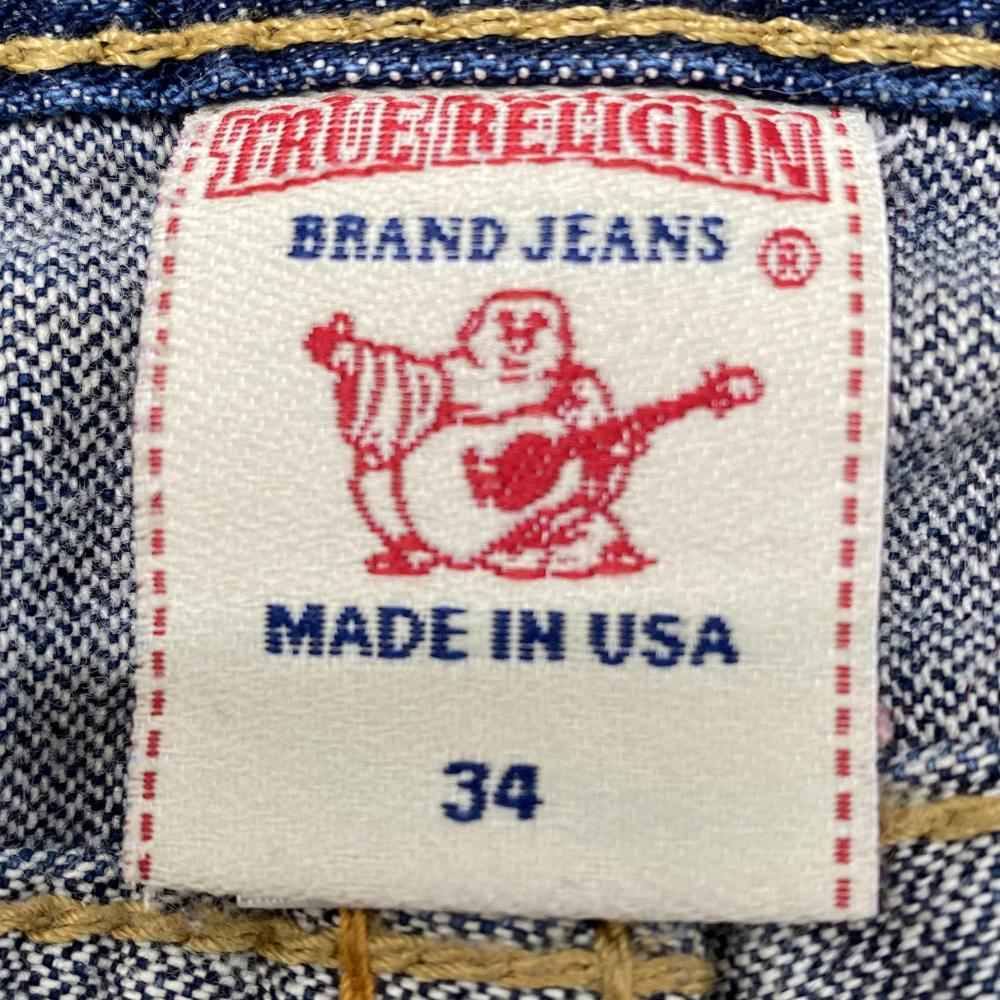 TRUE RELIGION
BRAND JEANS ®
MADE IN USA
34